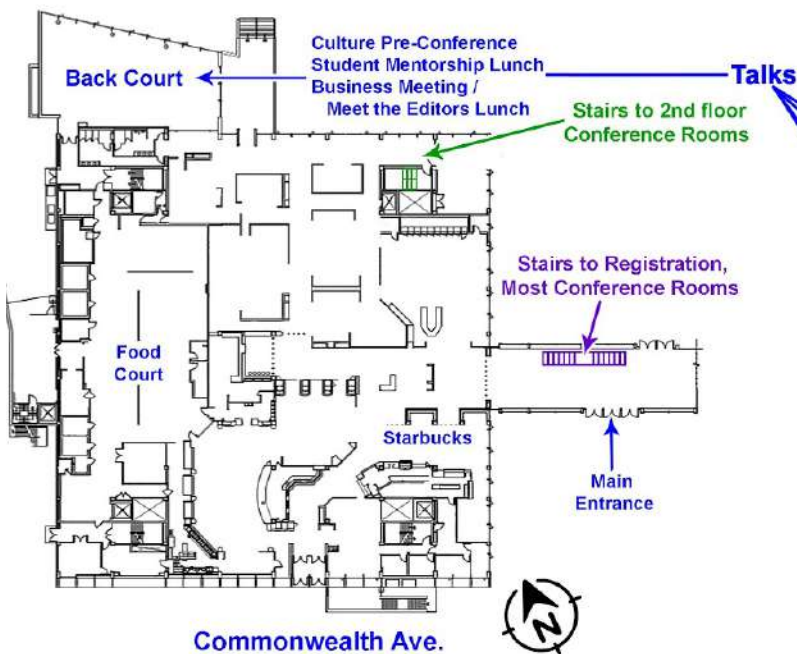 Back Court
Culture Pre-Conference
Student Mentorship Lunch
Business Meeting /
Meet the Editors Lunch
Talks
Stairs to 2nd floor
Conference Rooms
Stairs to Registration,
Most Conference Rooms
Food
Court
Starbucks
Main
Entrance
Commonwealth Ave.
N